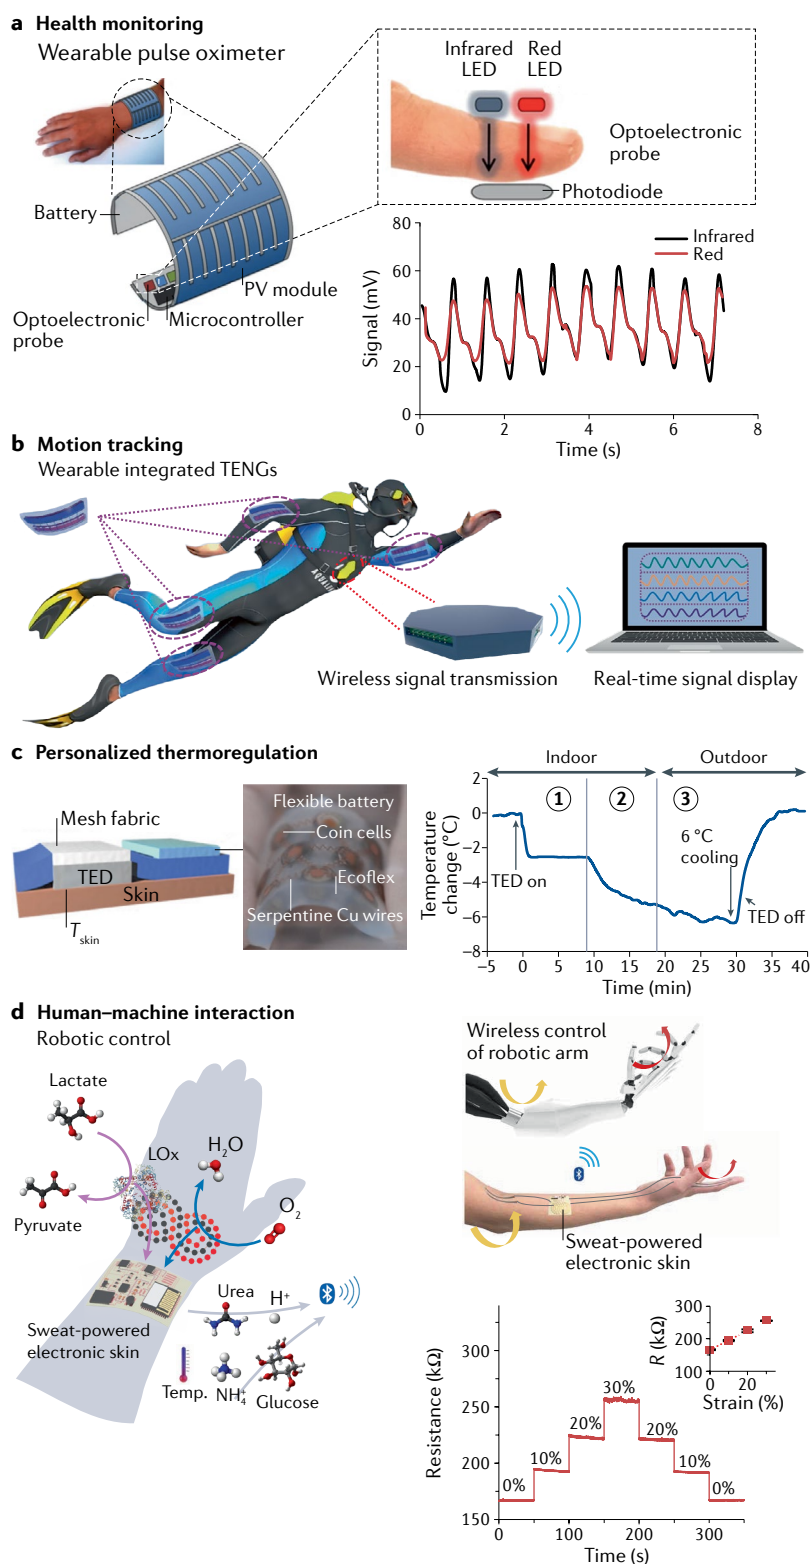 a Health monitoring
Wearable pulse oximeter
Battery
PV module
Optoelectronic
probe
Microcontroller
Infrared
LED
Red
LED
Optoelectronic
probe
Photodiode
Signal (mV)
80
60
40
20
0
Infrared
Red
0
2
4
6
8
Time (s)
b Motion tracking
Wearable integrated TENGs
AQUALUNG
Wireless signal transmission
Real-time signal display
c Personalized thermoregulation
Mesh fabric
TED
Skin
Tskin
Flexible battery
Coin cells
Ecoflex
Serpentine Cu wires
Indoor
Outdoor
Temperature
change (°C)
2
0
−2
−4
−6
−8
1
2
3
TED on
6 °C
cooling
TED off
−5
0
5
10
15
20
25
30
35
40
Time (min)
d Human–machine interaction
Robotic control
Lactate
LOx
H2O
Pyruvate
O2
Sweat-powered
electronic skin
Urea
H+
Temp.
NH4+
Glucose
Wireless control
of robotic arm
Sweat-powered
electronic skin
Resistance (kΩ)
300
250
200
150
0%
10%
20%
30%
20%
10%
0%
0
100
200
300
Time (s)
R (kΩ)
300
200
100
0
20
Strain (%)